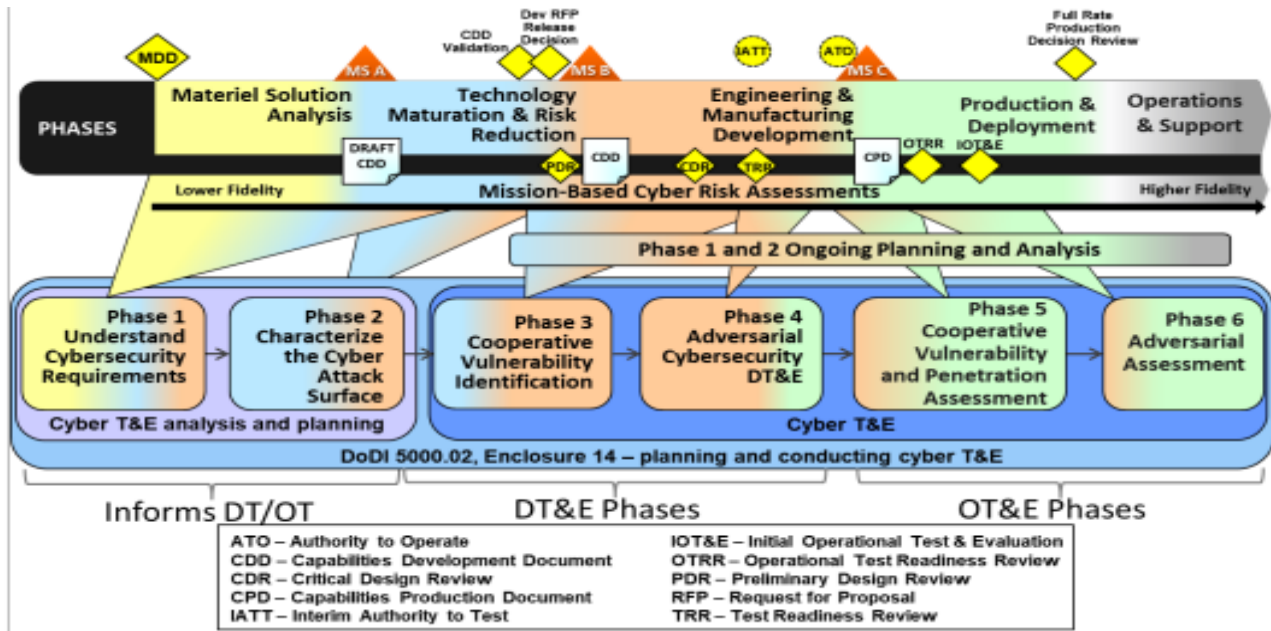 CDD
Validation
Dev RFP
Release
Decision
Full Rate
Production
Decision Review
MDD
MS A
MS B
IATT
ATO
MS C
PHASES
Materiel Solution
Analysis
Technology
Maturation & Risk
Reduction
Engineering &
Manufacturing
Development
Production &
Deployment
Operations
& Support
DRAFT
CDD
PDR
CDD
CDR
TRR
CPD
OTRR
IOT&E
Lower Fidelity
Mission-Based Cyber Risk Assessments
Higher Fidelity
Phase 1 and 2 Ongoing Planning and Analysis
Phase 1
Understand
Cybersecurity
Requirements
Phase 2
Characterize
the Cyber
Attack
Surface
Phase 3
Cooperative
Vulnerability
Identification
Phase 4
Adversarial
Cybersecurity
DT&E
Phase 5
Cooperative
Vulnerability
and Penetration
Assessment
Phase 6
Adversarial
Assessment
Cyber T&E analysis and planning
Cyber T&E
DoDI 5000.02, Enclosure 14 – planning and conducting cyber T&E
Informs DT/OT
DT&E Phases
OT&E Phases
ATO – Authority to Operate
CDD – Capabilities Development Document
CDR – Critical Design Review
CPD – Capabilities Production Document
IATT – Interim Authority to Test
IOT&E – Initial Operational Test & Evaluation
OTRR – Operational Test Readiness Review
PDR – Preliminary Design Review
RFP – Request for Proposal
TRR – Test Readiness Review